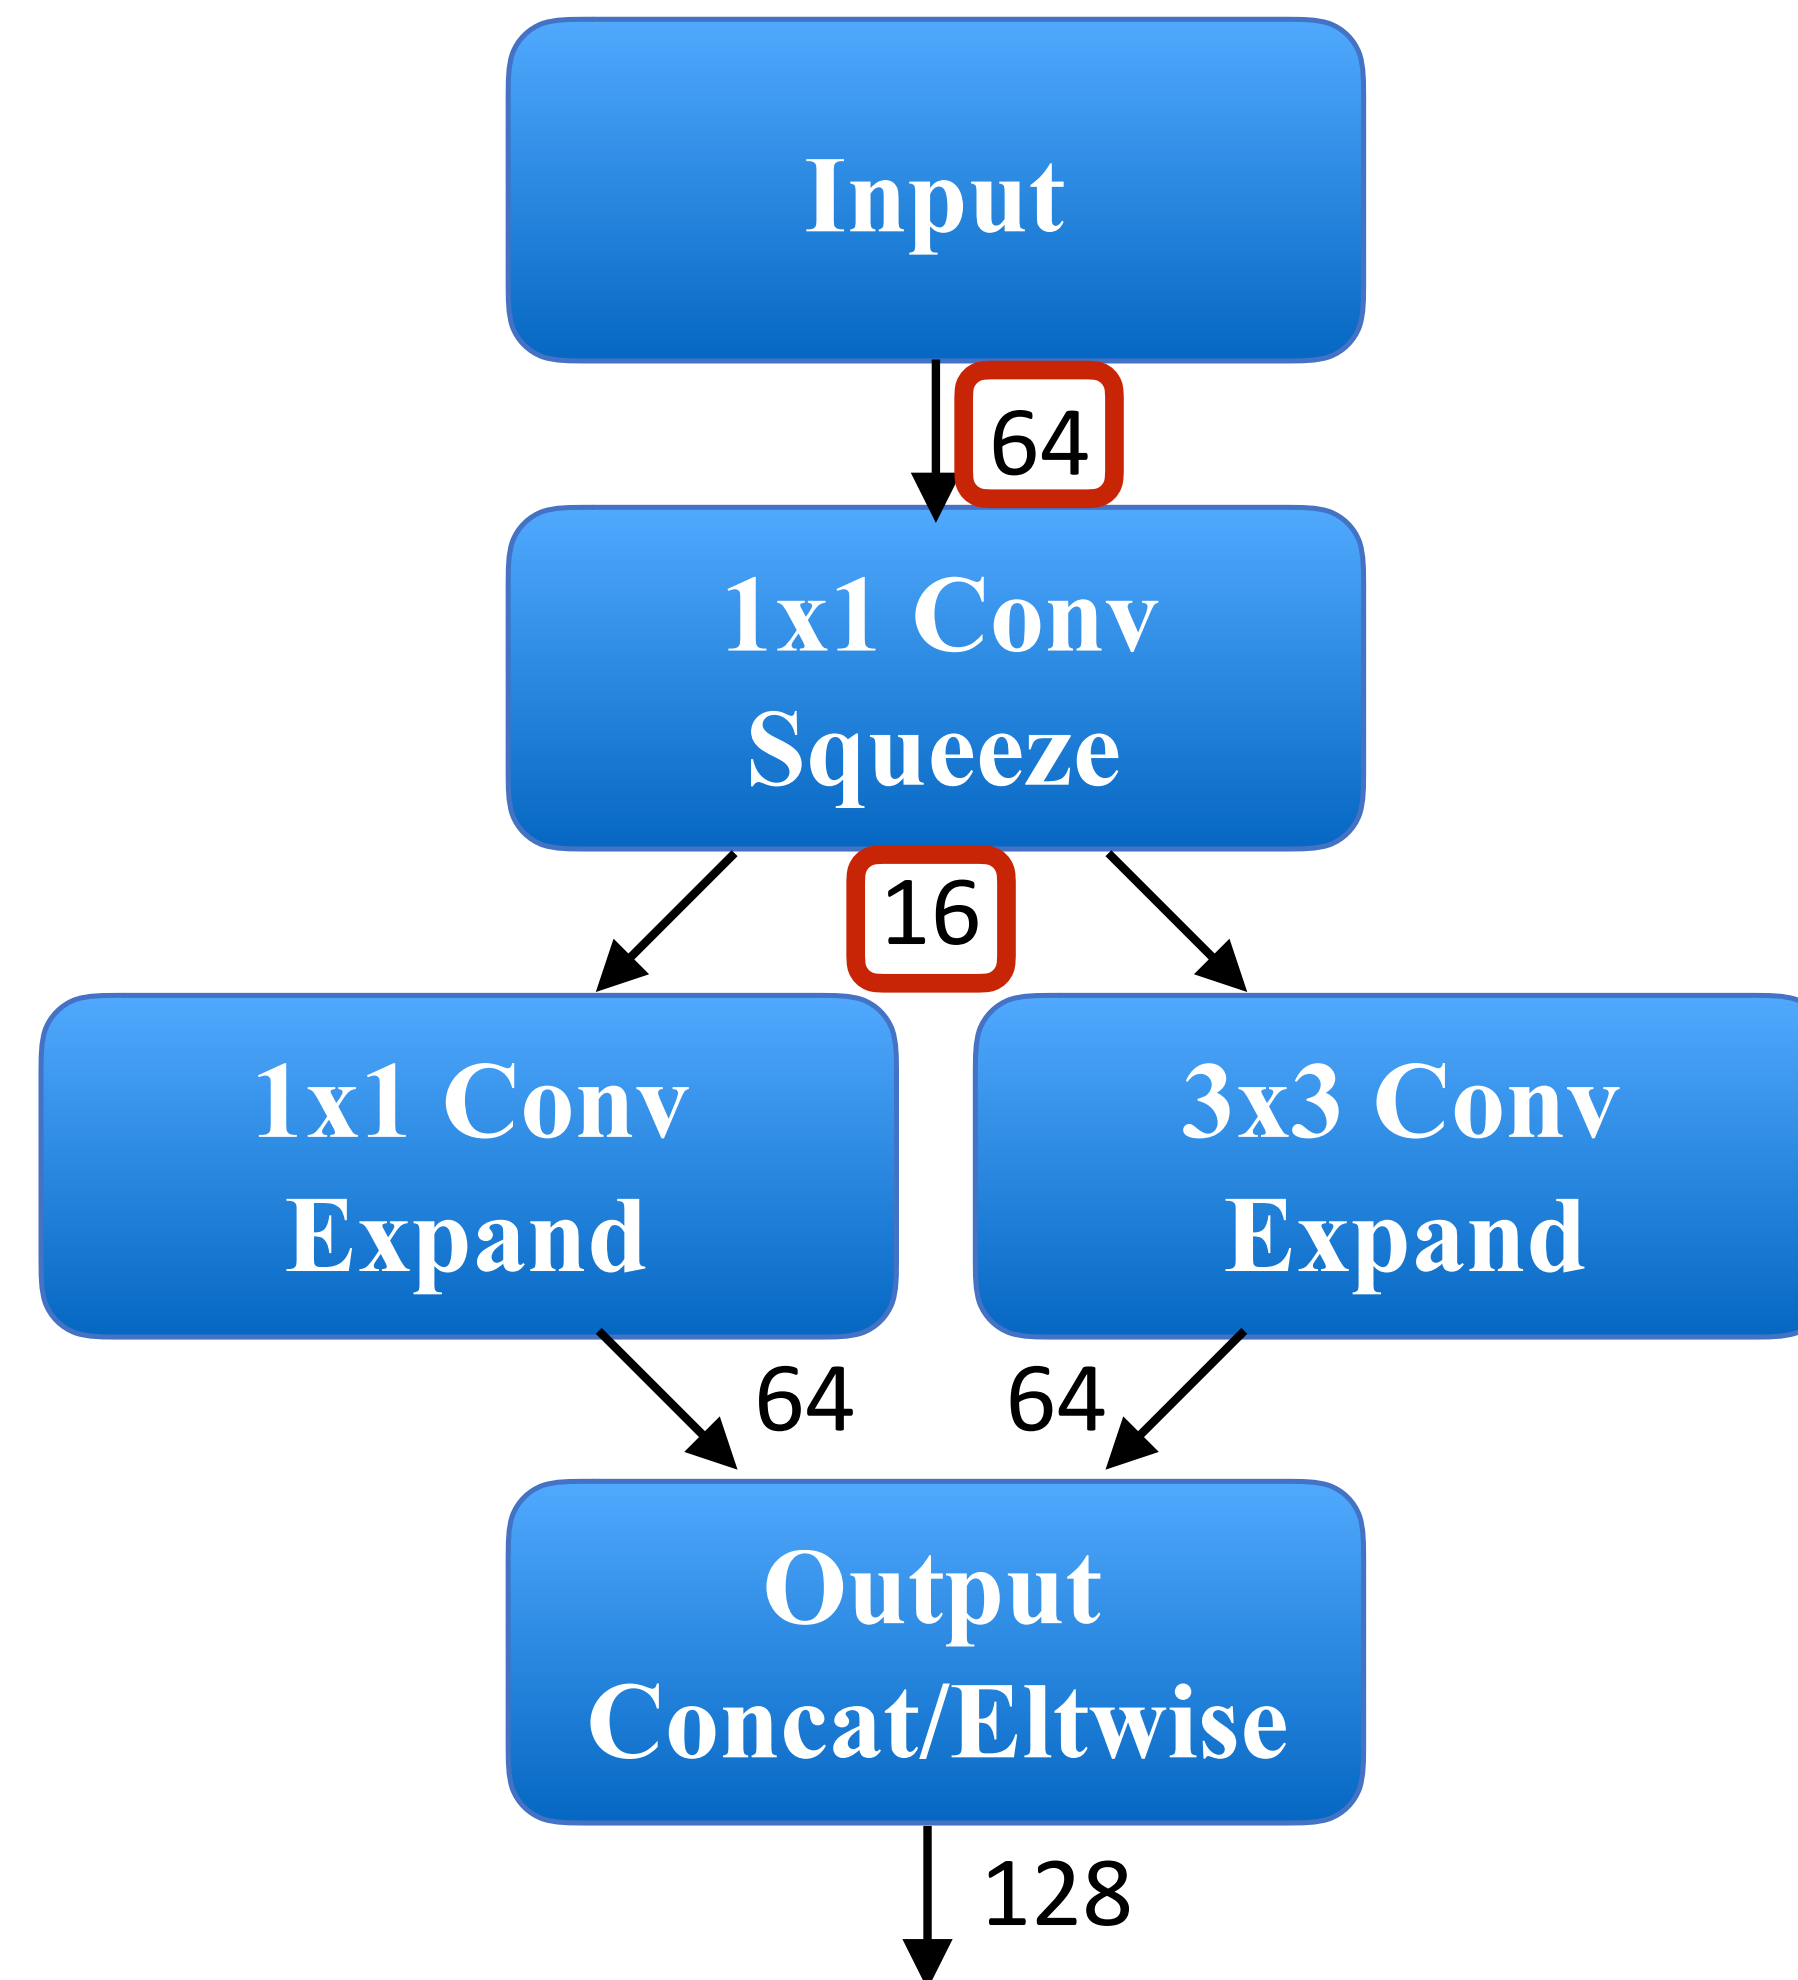 Input
64
1x1 Conv
Squeeze
16
1x1 Conv
Expand
3x3 Conv
Expand
64
64
Output
Concat/Eltwise
128